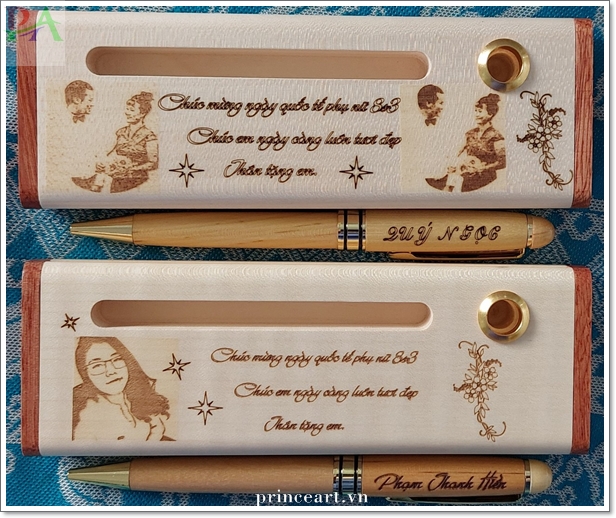 PA
Chúc mừng ngày quốc tế phụ nữ 8-3
Chúc em ngày càng luôn tươi đẹp
Thân tặng em.
QUÝ NGỌC
Chúc mừng ngày quốc tế phụ nữ 8-3
Chúc em ngày càng luôn tươi đẹp
Thân tặng em.
Phạm Thanh Hiền
princeart.vn